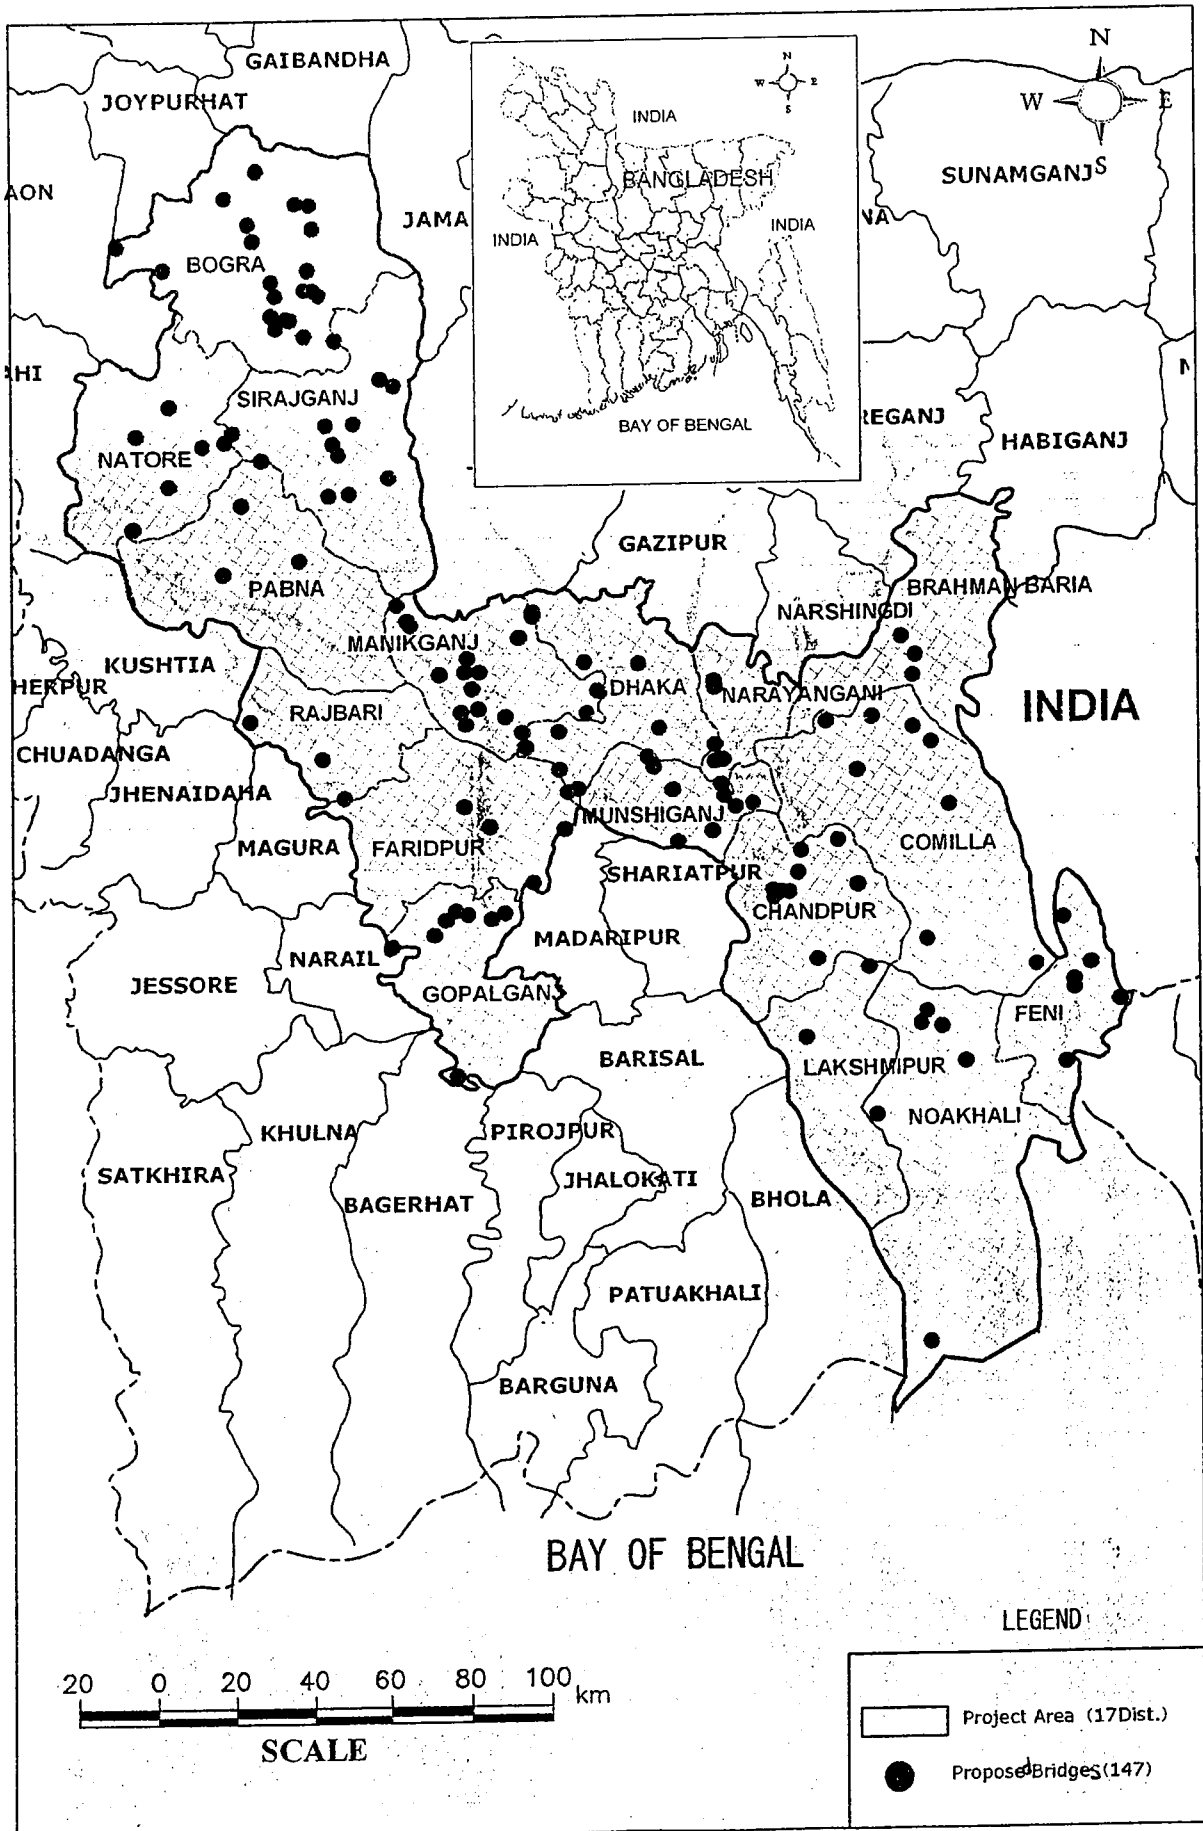 GAIBANDHA
JOYPURHAT
AON
BOGRA
JAMA
N
W E
S
INDIA
BANGLADESH
INDIA
INDIA
BAY OF BENGAL
N
W E
S
SUNAMGANJ
NA
AHI
SIRAJGANJ
NATORE
REGANJ
HABIGANJ
N
GAZIPUR
PABNA
BRAHMANBARIA
NARSHINGDI
MANIKGANJ
KUSHTIA
HERPUR
DHAKA
NARAYANGANJ
RAJBARI
INDIA
CHUADANGA
JHENAIDAHA
MUNSHIGANJ
MAGURA
FARIDPUR
COMILLA
SHARIATPUR
CHANDPUR
MADARIPUR
NARAIL
JESSORE
GOPALGANJ
FENI
BARISAL
LAKSHMIPUR
NOAKHALI
KHULNA
PIROJPUR
SATKHIRA
JHALOKATI
BAGERHAT
BHOLA
PATUAKHALI
BARGUNA
BAY OF BENGAL
LEGEND
20 0 20 40 60 80 100 km
SCALE
Project Area (17Dist.)
Proposed Bridges(147)